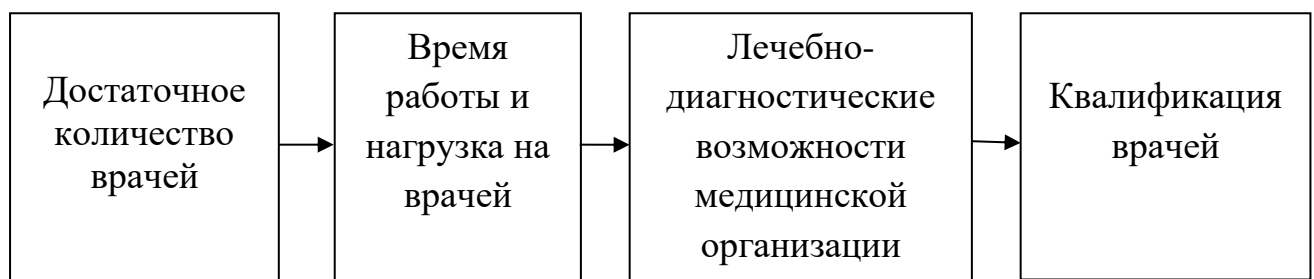 Достаточное
количество
врачей
Время
работы и
нагрузка на
врачей
Лечебно-
диагностические
возможности
медицинской
организации
Квалификация
врачей